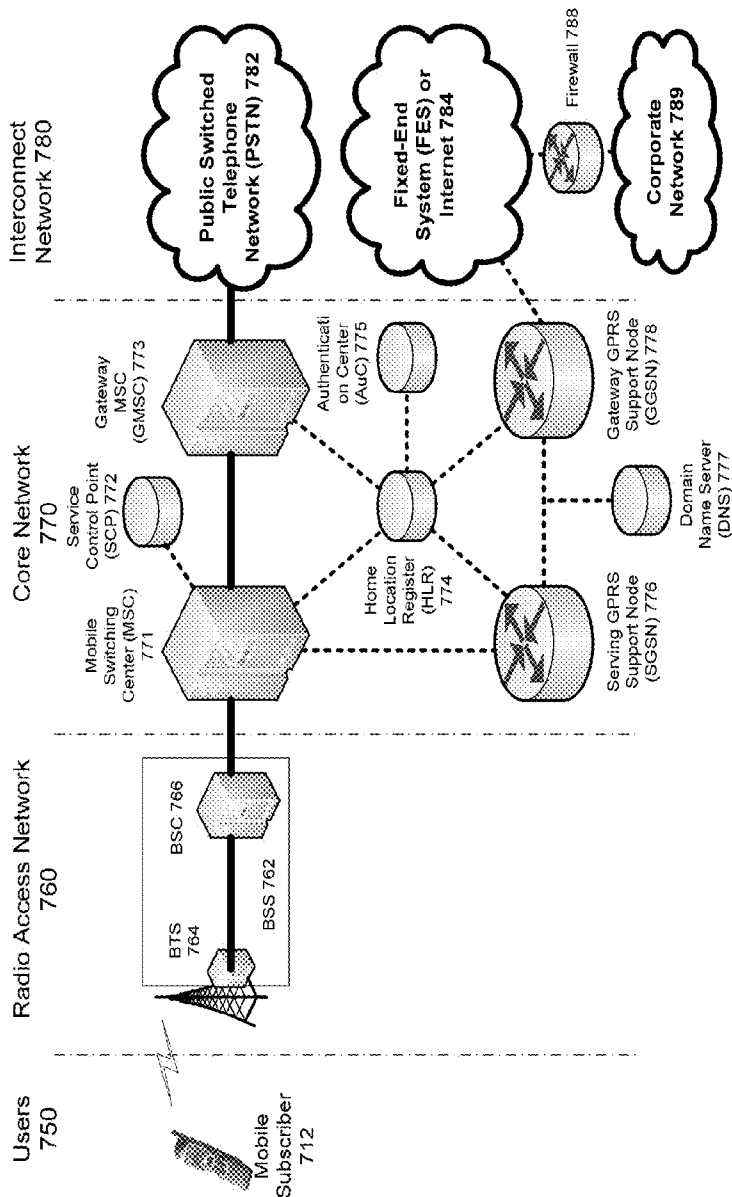 Users
750
Radio Access Network
760
Core Network
770
Interconnect
Network 780
Mobile
Subscriber
712
BTS
764
BSC 766
BSS 762
Mobile
Switching
Center (MSC)
771
Service
Control Point
(SCP) 772
Gateway
MSC
(GMSC) 773
Public Switched
Telephone
Network (PSTN) 782
Home
Location
Register
(HLR)
774
Authenticati
on Center
(AuC) 775
Fixed-End
System (FES) or
Internet 784
Serving GPRS
Support Node
(SGSN) 776
Domain
Name Server
(DNS) 777
Gateway GPRS
Support Node
(GGSN) 778
Firewall 788
Corporate
Network 789